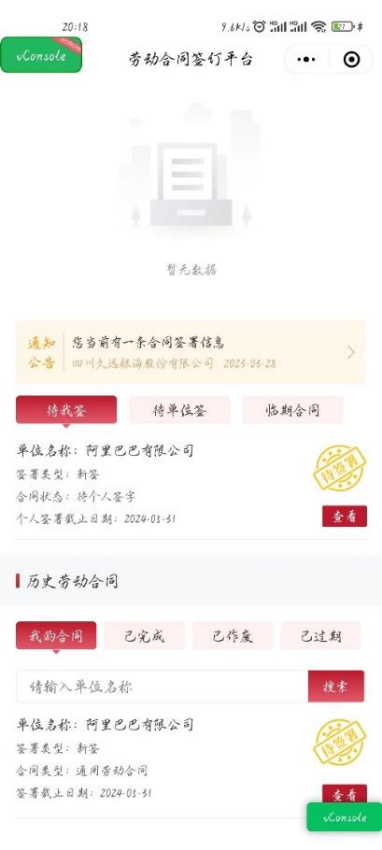 20:18 9.6K/s HD HD 27
vConsole
劳动合同签订平台
暂无数据
通知公告
您当前有一条合同签署信息
四川久远银海股份有限公司 2023-03-28
待我签 待单位签 临期合同
单位名称：阿里巴巴有限公司
签署类型：新签
合同状态：待个人签字
个人签署截止日期：2024-01-31
待签署
查看
历史劳动合同
我的合同 已完成 已作废 已过期
请输入单位名称 搜索
单位名称：阿里巴巴有限公司
签署类型：新签
合同类型：通用劳动合同
签署截止日期：2024-01-31
待签署
查看
vConsole